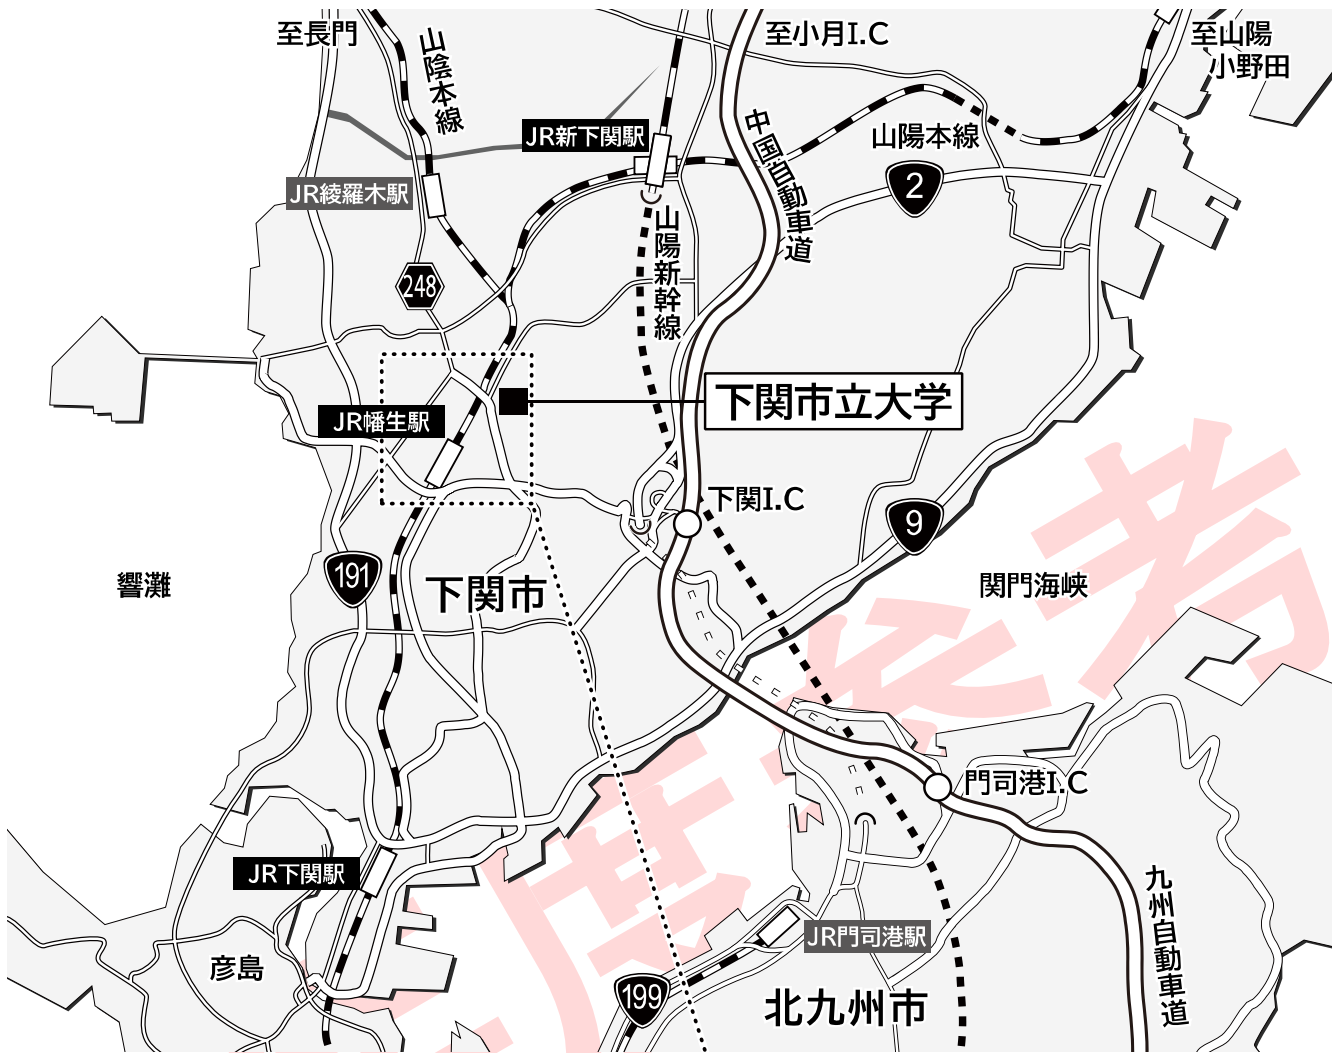 至長門
山陰本線
至小月I.C
至山陽
小野田
JR新下関駅
中国自動車道
山陽本線
2
JR綾羅木駅
山陽新幹線
248
下関市立大学
JR幡生駅
下関I.C
9
191
響灘
下関市
関門海峡
門司港I.C
JR下関駅
九州自動車道
JR門司港駅
彦島
199
北九州市
度参考